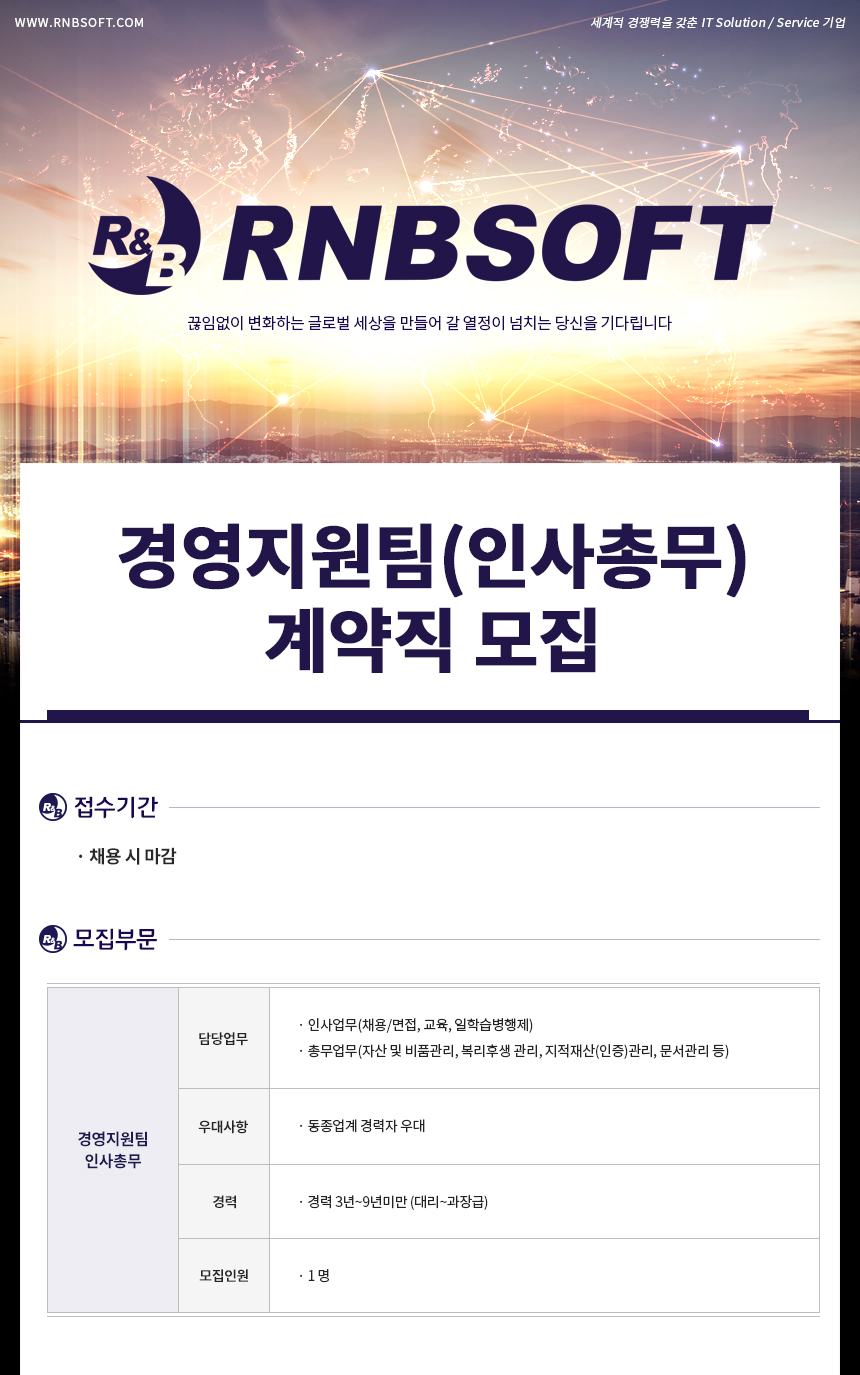 WWW.RNBSOFT.COM
세계적 경쟁력을 갖춘 IT Solution / Service 기업
R&B RNBSOFT
끊임없이 변화하는 글로벌 세상을 만들어 갈 열정이 넘치는 당신을 기다립니다
경영지원팀(인사총무)
계약직 모집
R&B 접수기간
· 채용 시 마감
R&B 모집부문
경영지원팀
인사총무
담당업무
· 인사업무(채용/면접, 교육, 일학습병행제)
· 총무업무(자산 및 비품관리, 복리후생 관리, 지적재산(인증)관리, 문서관리 등)
우대사항
· 동종업계 경력자 우대
경력
· 경력 3년~9년미만 (대리~과장급)
모집인원
· 1 명